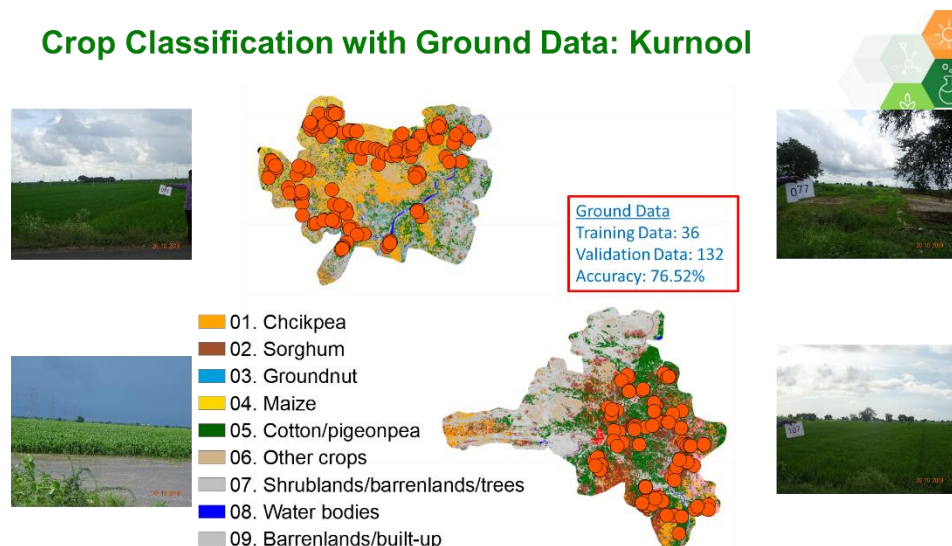 Crop Classification with Ground Data: Kurnool
077
Ground Data
Training Data: 36
Validation Data: 132
Accuracy: 76.52%
01. Chcikpea
02. Sorghum
03. Groundnut
04. Maize
05. Cotton/pigeonpea
06. Other crops
07. Shrublands/barrenlands/trees
08. Water bodies
09. Barrenlands/built-up
107